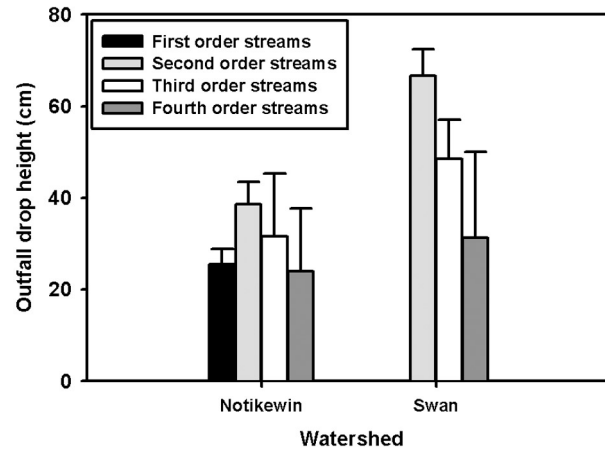 80
60
40
20
0
Outfall drop height (cm)
First order streams
Second order streams
Third order streams
Fourth order streams
Notikewin
Swan
Watershed